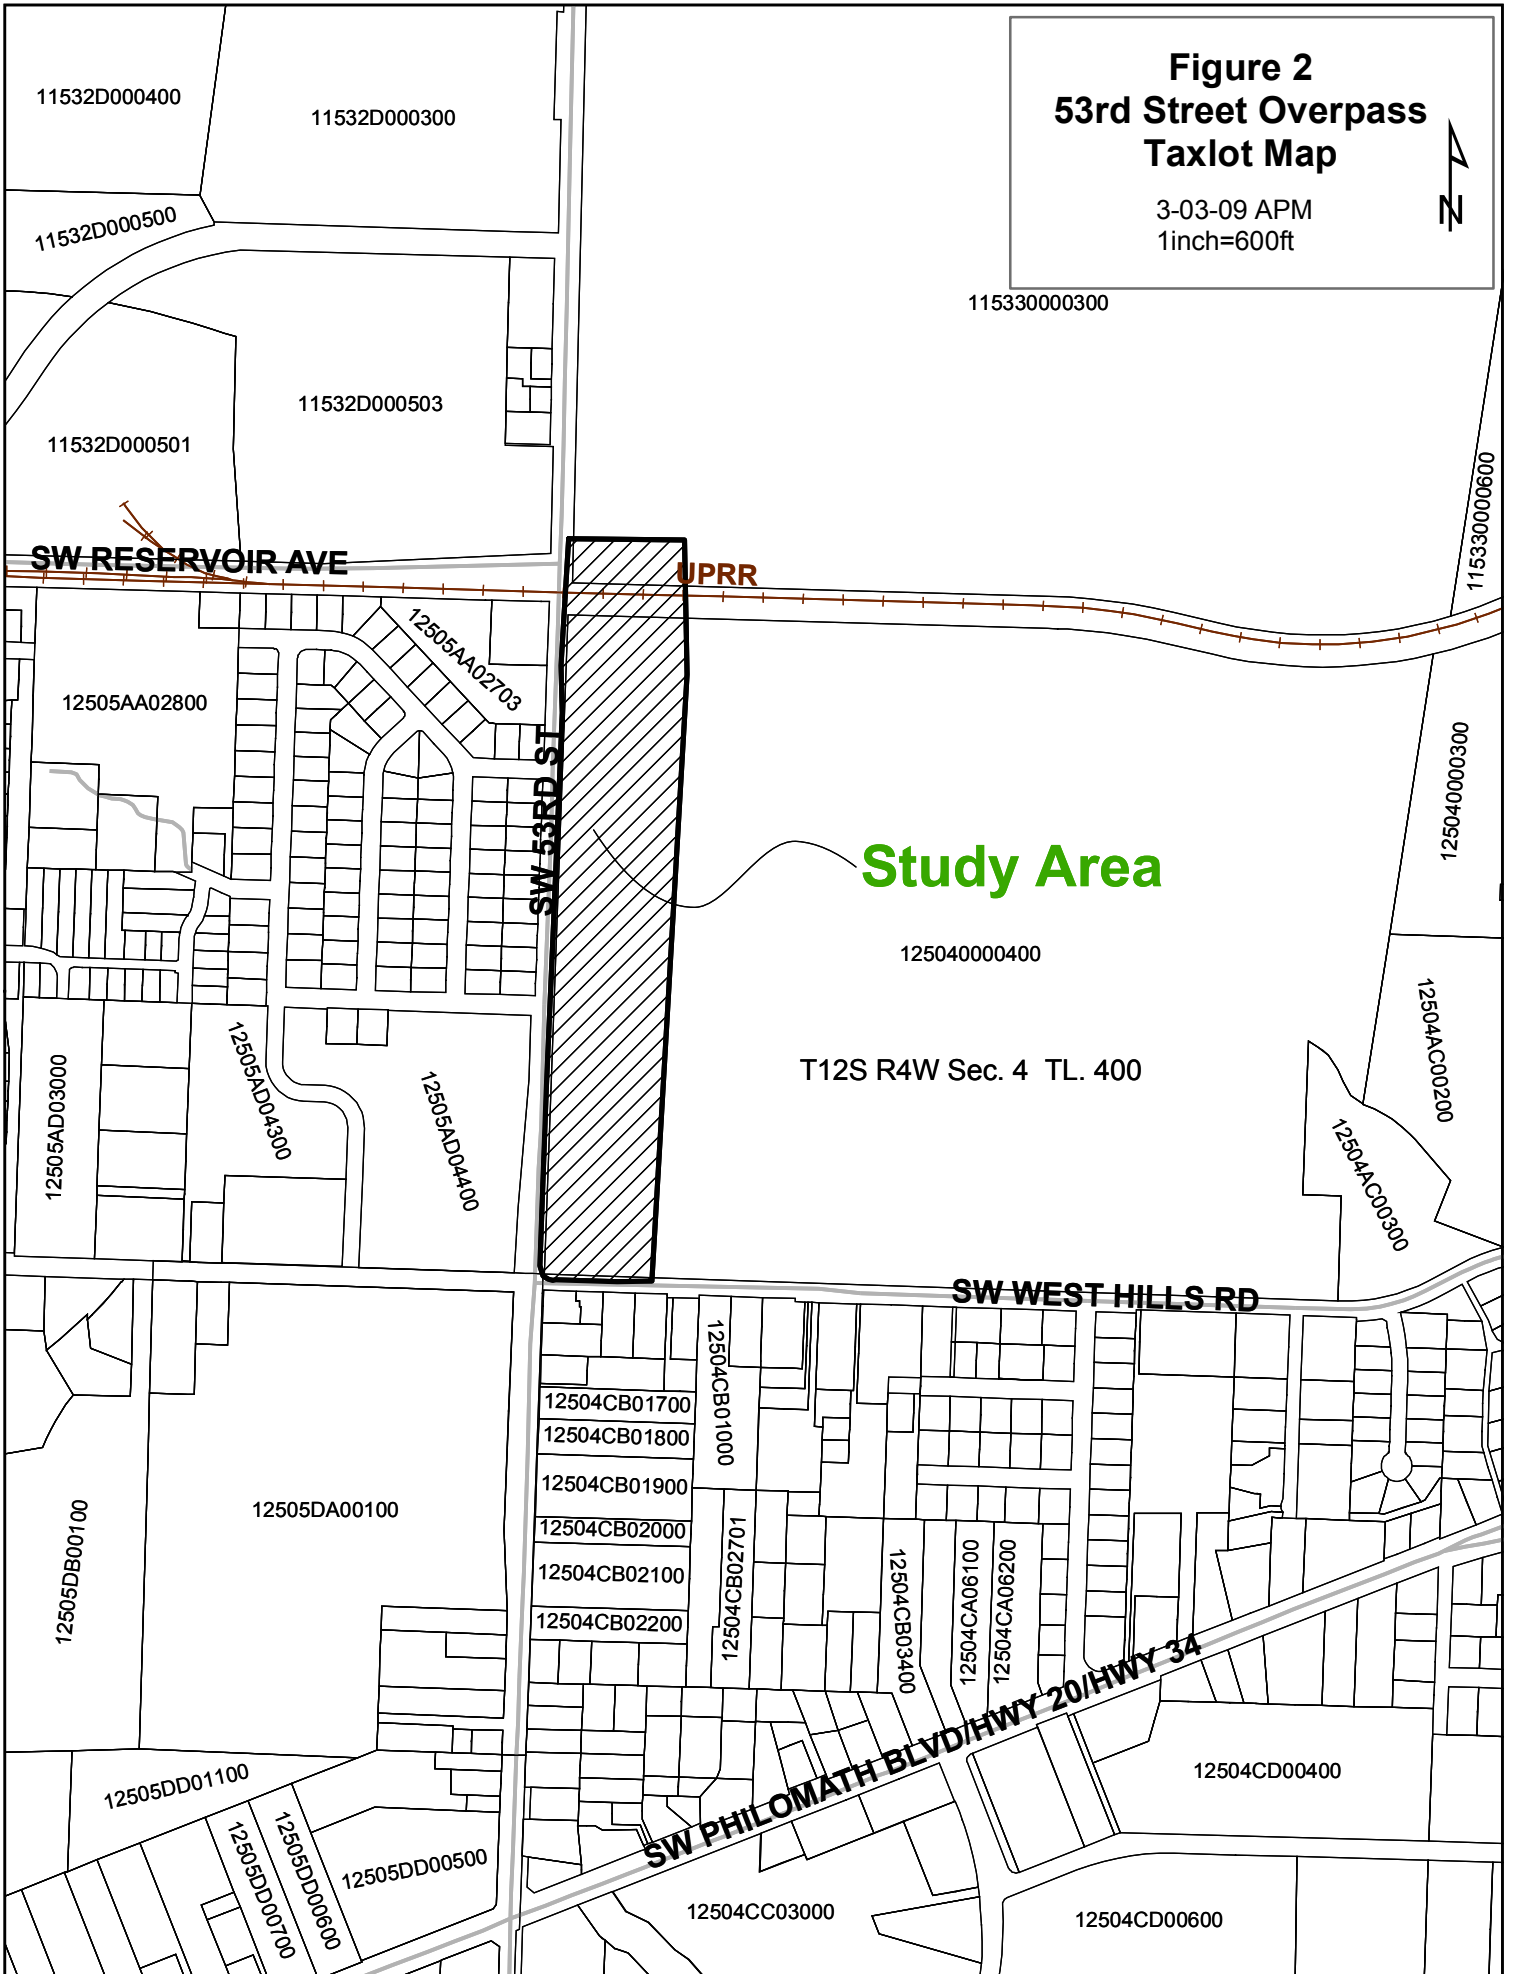 Figure 2
53rd Street Overpass
Taxlot Map
3-03-09 APM
1inch=600ft
N
11532D000400
11532D000300
11532D000500
115330000300
11532D000503
11532D000501
115330000600
SW RESERVOIR AVE
UPRR
12505AA02703
12505AA02800
SW 53RD ST
125040000300
Study Area
125040000400
12504AC00200
T12S R4W Sec. 4 TL. 400
12505AD03000
12505AD04300
12505AD04400
12504AC00300
SW WEST HILLS RD
12504CB01000
12504CB01700
12504CB01800
12504CB01900
12504CB02000
12504CB02100
12504CB02200
12505DA00100
12505DB00100
12504CB02701
12504CB03400
12504CA06100
12504CA06200
SW PHILOMATH BLVD/HWY 20/HWY 34
12505DD01100
12504CD00400
12505DD00700
12505DD00600
12505DD00500
12504CC03000
12504CD00600